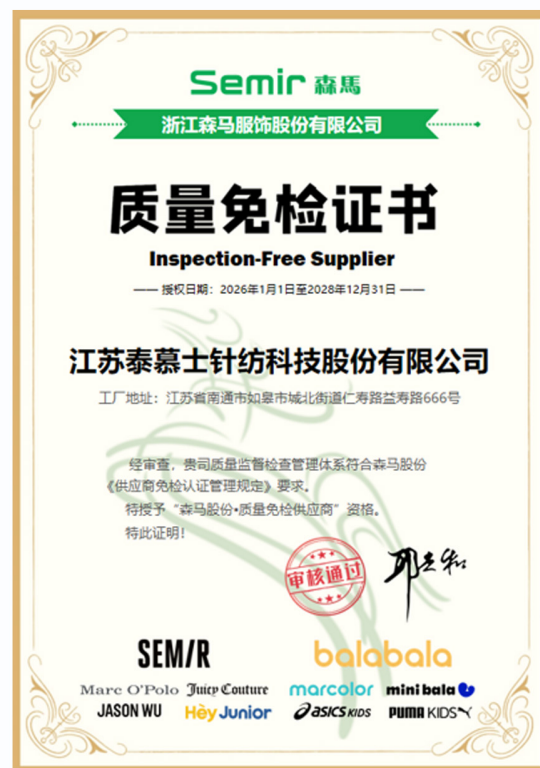 Semir 森馬
浙江森马服饰股份有限公司
质量免检证书
Inspection-Free Supplier
—— 授权日期：2026年1月1日至2028年12月31日 ——
江苏泰慕士针纺科技股份有限公司
工厂地址：江苏省南通市如皋市城北街道仁寿路益寿路666号
经审查，贵司质量监督检查管理体系符合森马股份
《供应商免检认证管理规定》要求。
特授予“森马股份•质量免检供应商”资格。
特此证明！
审核通过
SEM/R balabala
Marc O'Polo Juicy Couture marcolor mini bala
JASON WU Hèy Junior asics KIDS PUMA KIDS